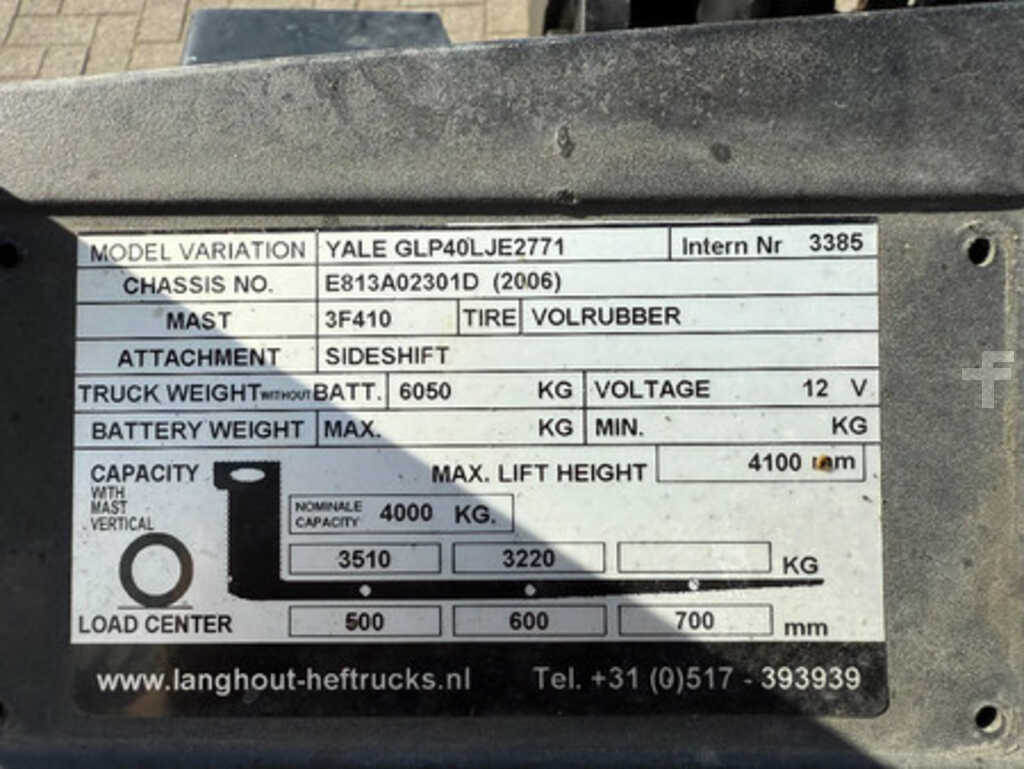 MODEL VARIATION YALE GLP40LJE2771 Intern Nr 3385
CHASSIS NO. E813A02301D (2006)
MAST 3F410 TIRE VOLRUBBER
ATTACHMENT SIDESHIFT
TRUCK WEIGHT WITHOUT BATT. 6050 KG VOLTAGE 12 V
BATTERY WEIGHT MAX. KG MIN. KG
CAPACITY MAX. LIFT HEIGHT 4100 mm
WITH
MAST
VERTICAL
NOMINALE
CAPACITY 4000 KG.
3510 3220 KG
LOAD CENTER 500 600 700 mm
www.langhout-heftrucks.nl Tel. +31 (0)517 - 393939